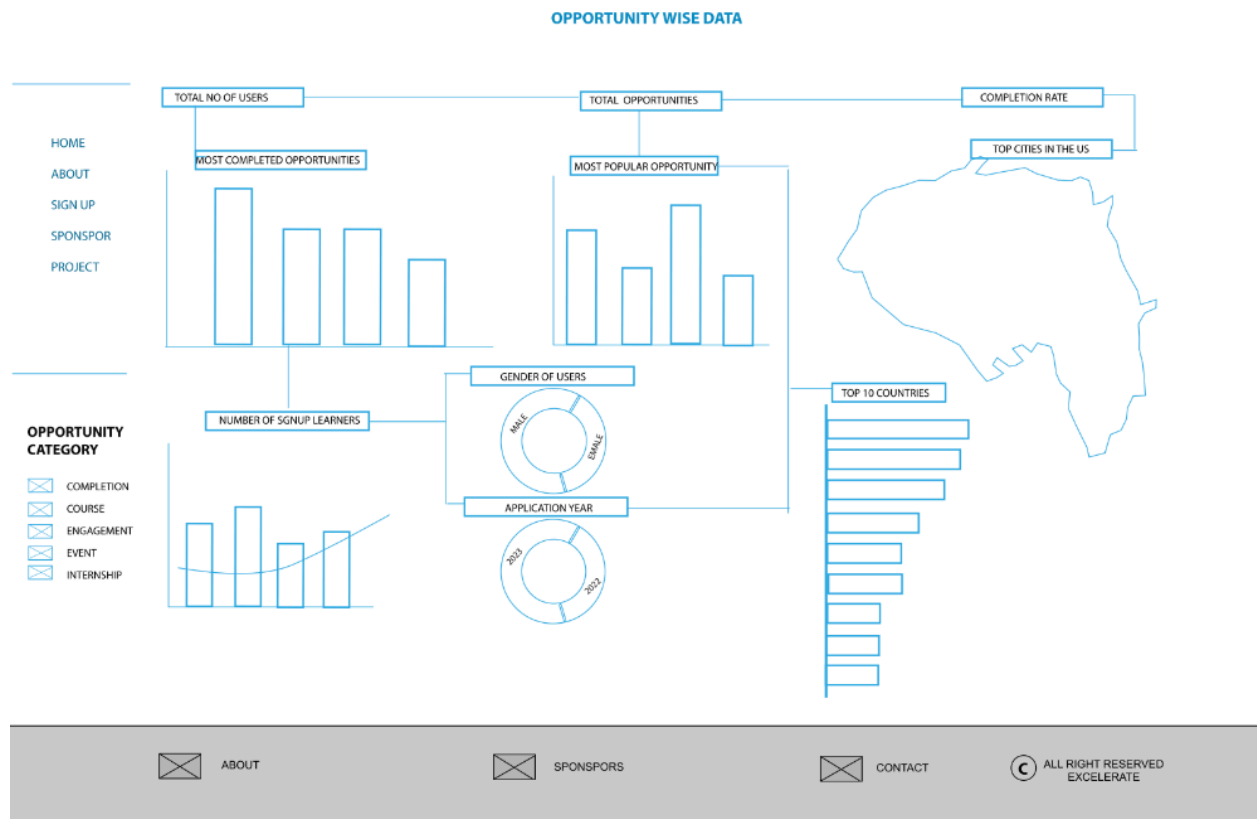 OPPORTUNITY WISE DATA
TOTAL NO OF USERS
TOTAL OPPORTUNITIES
COMPLETION RATE
HOME
ABOUT
SIGN UP
SPONSPOR
PROJECT
MOST COMPLETED OPPORTUNITIES
MOST POPULAR OPPORTUNITY
TOP CITIES IN THE US
GENDER OF USERS
MALE
EMALE
TOP 10 COUNTRIES
NUMBER OF SGNUP LEARNERS
APPLICATION YEAR
2023
2022
OPPORTUNITY
CATEGORY
COMPLETION
COURSE
ENGAGEMENT
EVENT
INTERNSHIP
ABOUT
SPONSPORS
CONTACT
C
ALL RIGHT RESERVED
EXCELERATE